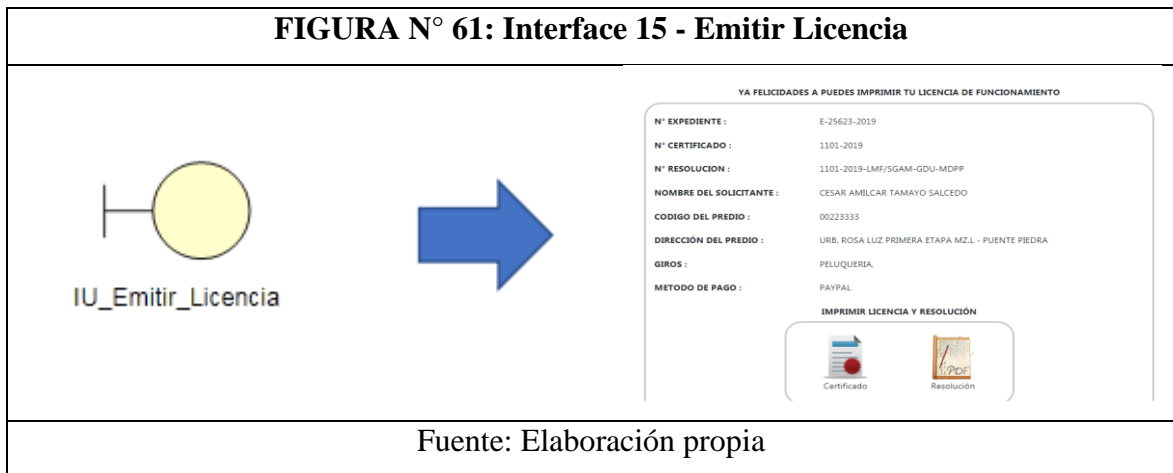 FIGURA N° 61: Interface 15 - Emitir Licencia
IU_Emitir_Licencia
YA FELICIDADES A PUEDES IMPRIMIR TU LICENCIA DE FUNCIONAMIENTO
N° EXPEDIENTE : E-25623-2019
N° CERTIFICADO : 1101-2019
N° RESOLUCION : 1101-2019-LMF/SGAM-GDU-MDPP
NOMBRE DEL SOLICITANTE : CESAR AMILCAR TAMAYO SALCEDO
CODIGO DEL PREDIO : 00223333
DIRECCIÓN DEL PREDIO : URB. ROSA LUZ PRIMERA ETAPA MZ.L - PUENTE PIEDRA
GIROS : PELUQUERIA,
METODO DE PAGO : PAYPAL
IMPRIMIR LICENCIA Y RESOLUCIÓN
PDF
Certificado Resolución
Fuente: Elaboración propia